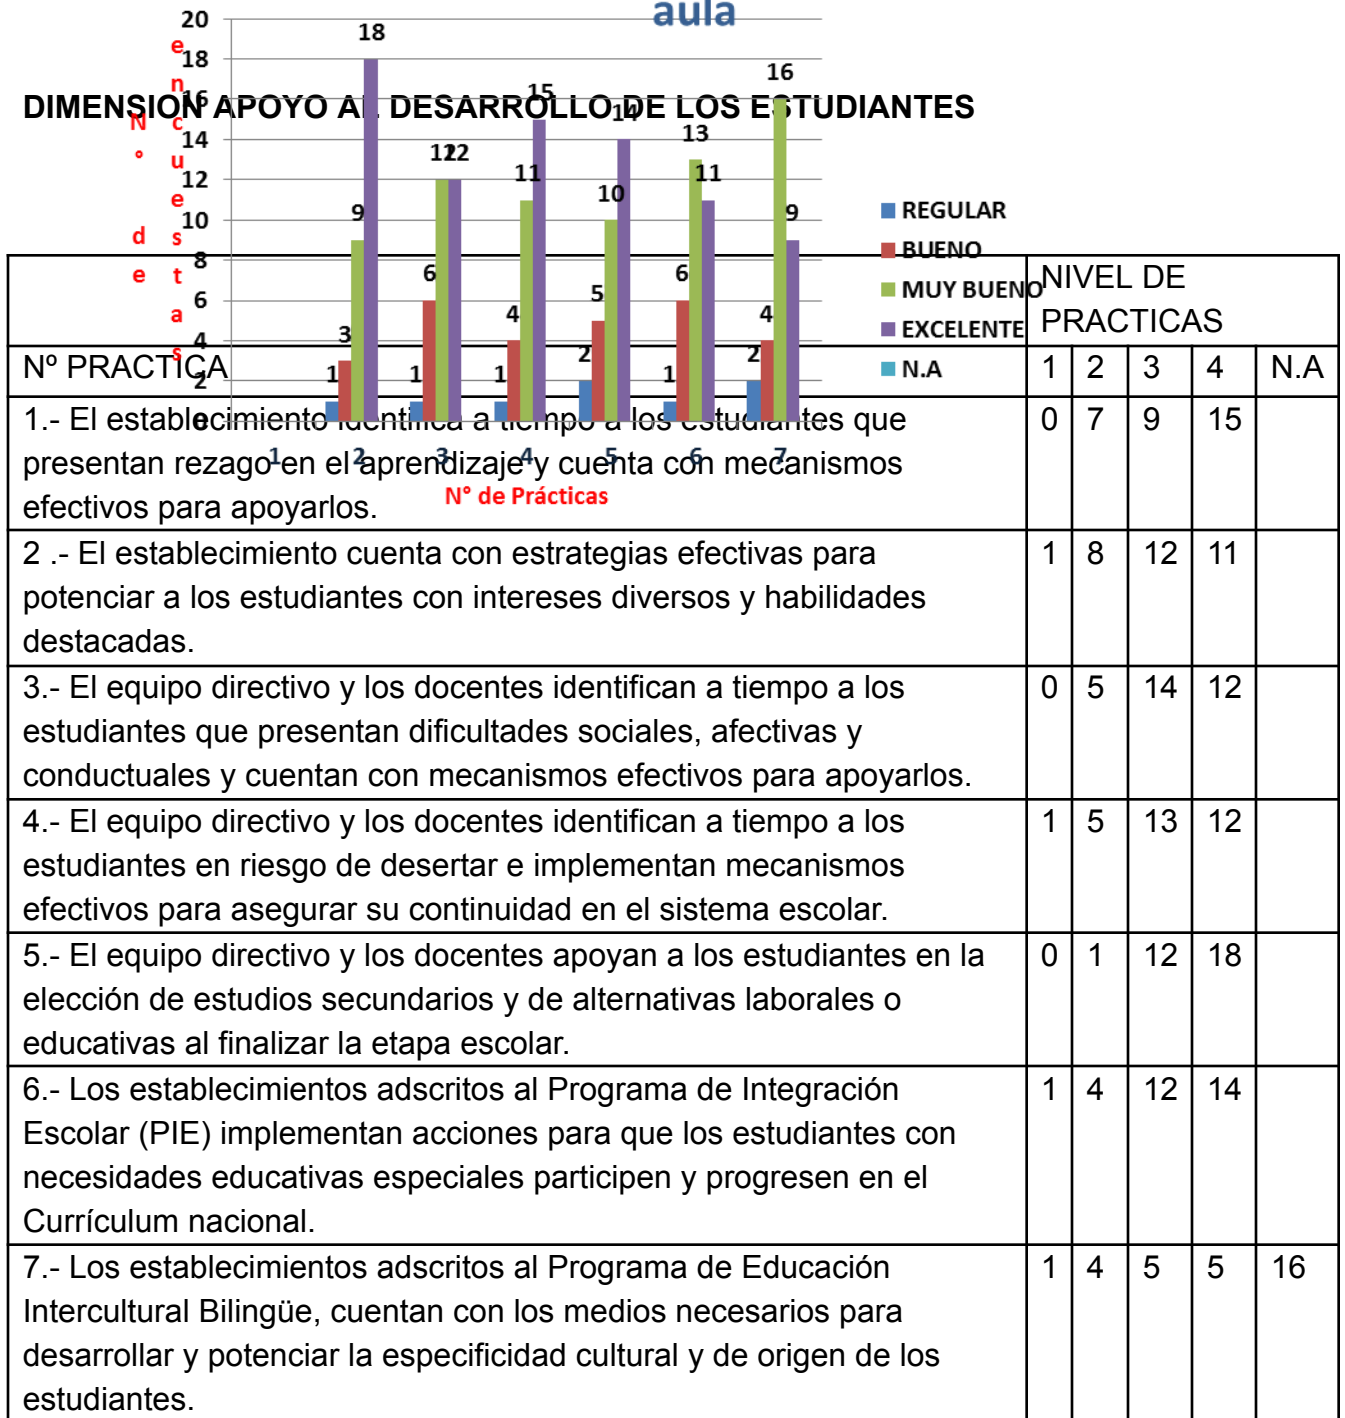 aula
20
18
16
14
12
10
8
6
4
2
0
N° de
encuestas
18
9
3
1
12
12
6
1
15
11
4
1
14
10
5
2
13
11
6
1
16
9
4
2
1 2 3 4 5 6 7
N° de Prácticas
REGULAR
BUENO
MUY BUENO
EXCELENTE
N.A
DIMENSION APOYO AL DESARROLLO DE LOS ESTUDIANTES
NIVEL DE
PRACTICAS
Nº PRACTICA 1 2 3 4 N.A
1.- El establecimiento identifica a tiempo a los estudiantes que 0 7 9 15
presentan rezago en el aprendizaje y cuenta con mecanismos
efectivos para apoyarlos.
2 .- El establecimiento cuenta con estrategias efectivas para 1 8 12 11
potenciar a los estudiantes con intereses diversos y habilidades
destacadas.
3.- El equipo directivo y los docentes identifican a tiempo a los 0 5 14 12
estudiantes que presentan dificultades sociales, afectivas y
conductuales y cuentan con mecanismos efectivos para apoyarlos.
4.- El equipo directivo y los docentes identifican a tiempo a los 1 5 13 12
estudiantes en riesgo de desertar e implementan mecanismos
efectivos para asegurar su continuidad en el sistema escolar.
5.- El equipo directivo y los docentes apoyan a los estudiantes en la 0 1 12 18
elección de estudios secundarios y de alternativas laborales o
educativas al finalizar la etapa escolar.
6.- Los establecimientos adscritos al Programa de Integración 1 4 12 14
Escolar (PIE) implementan acciones para que los estudiantes con
necesidades educativas especiales participen y progresen en el
Currículum nacional.
7.- Los establecimientos adscritos al Programa de Educación 1 4 5 5 16
Intercultural Bilingüe, cuentan con los medios necesarios para
desarrollar y potenciar la especificidad cultural y de origen de los
estudiantes.